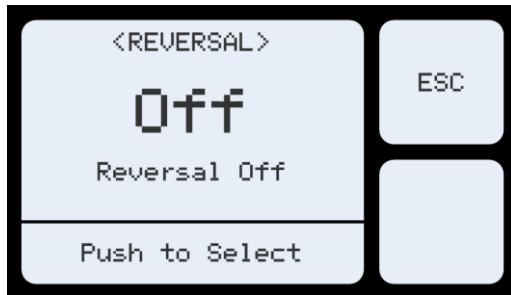 <REVERSAL>
Off
Reversal Off
Push to Select
ESC